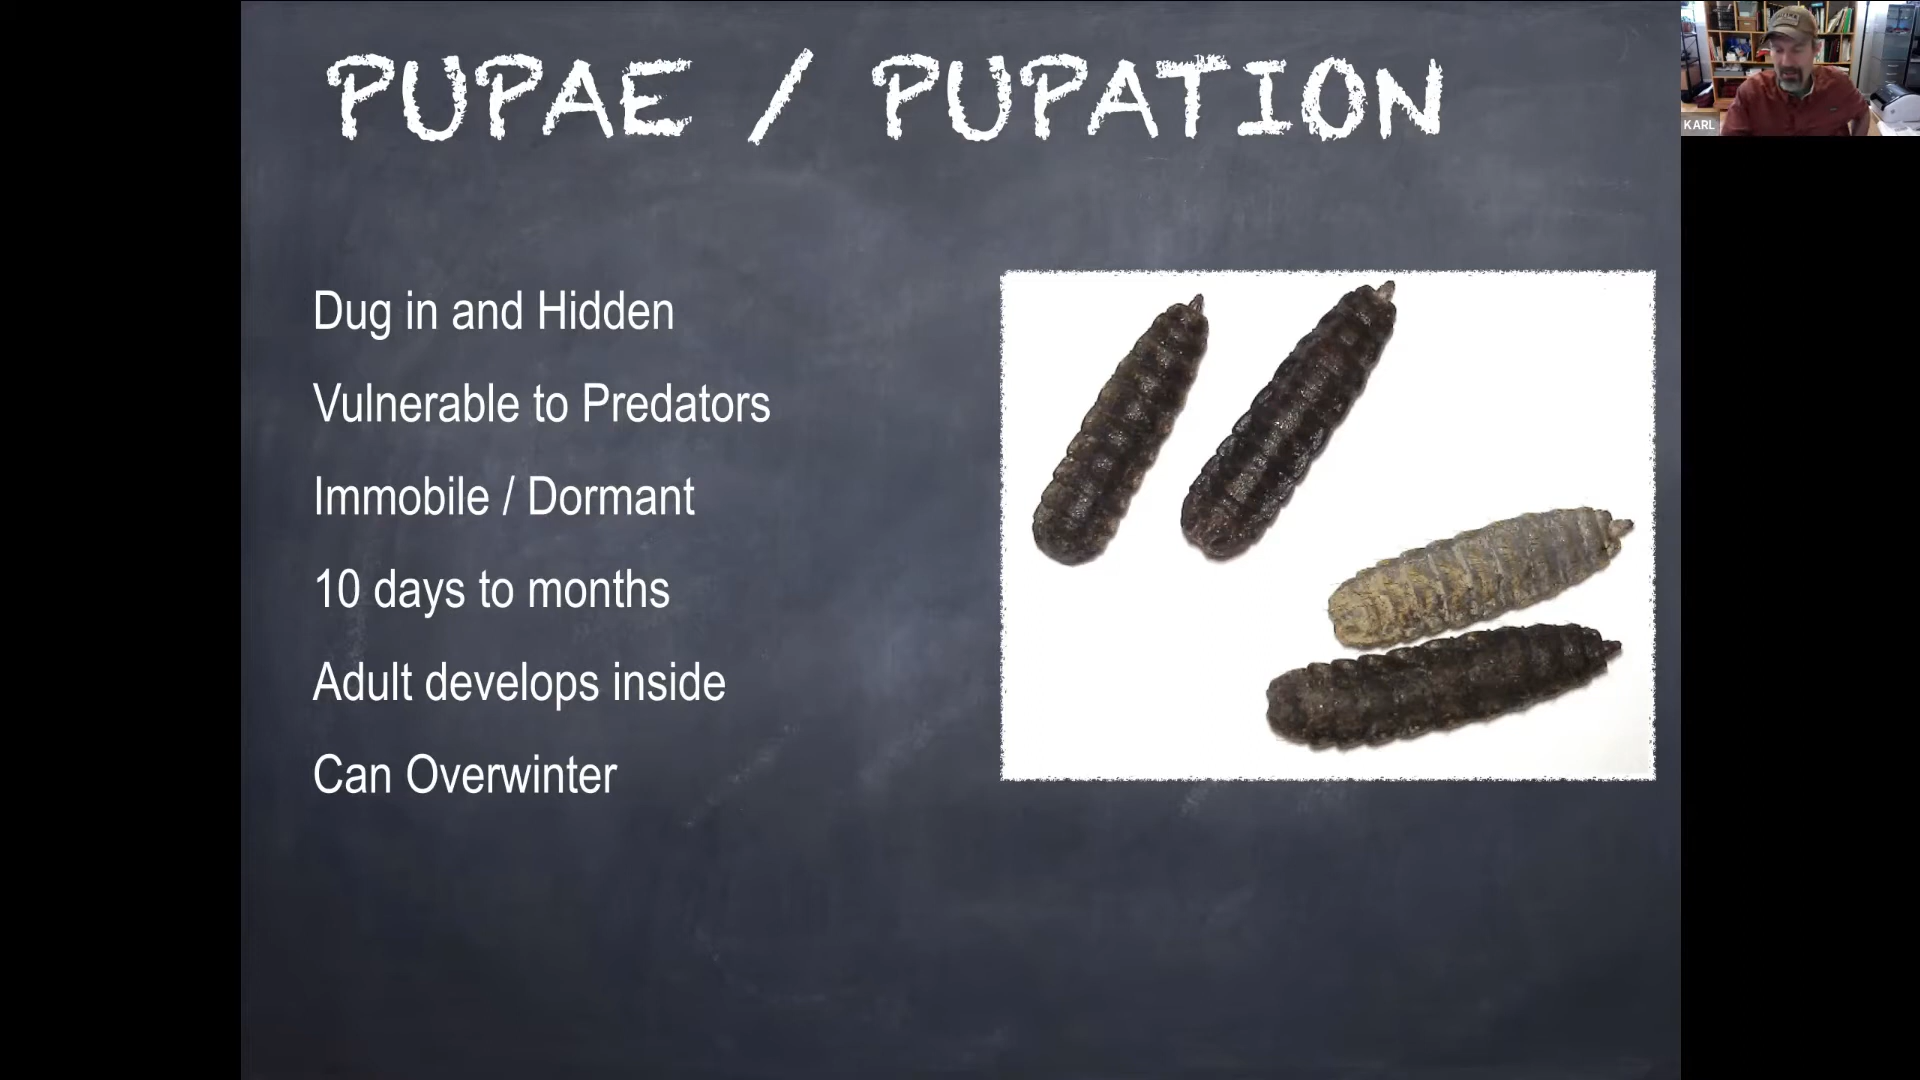 PUPAE / PUPATION
KARL
Dug in and Hidden
Vulnerable to Predators
Immobile / Dormant
10 days to months
Adult develops inside
Can Overwinter